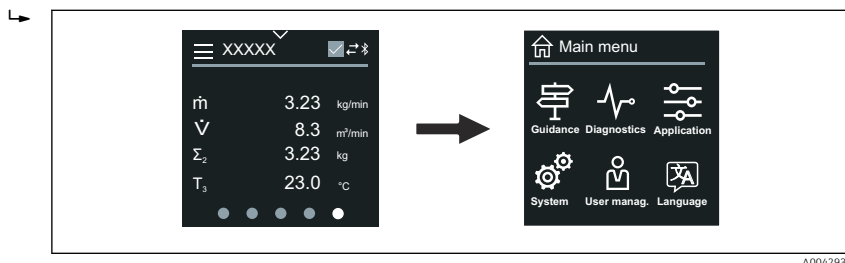 XXXXX
ṁ 3.23 kg/min
V̇ 8.3 m³/min
Σ₂ 3.23 kg
T₃ 23.0 °C
Main menu
Guidance Diagnostics Application
System User manag. Language